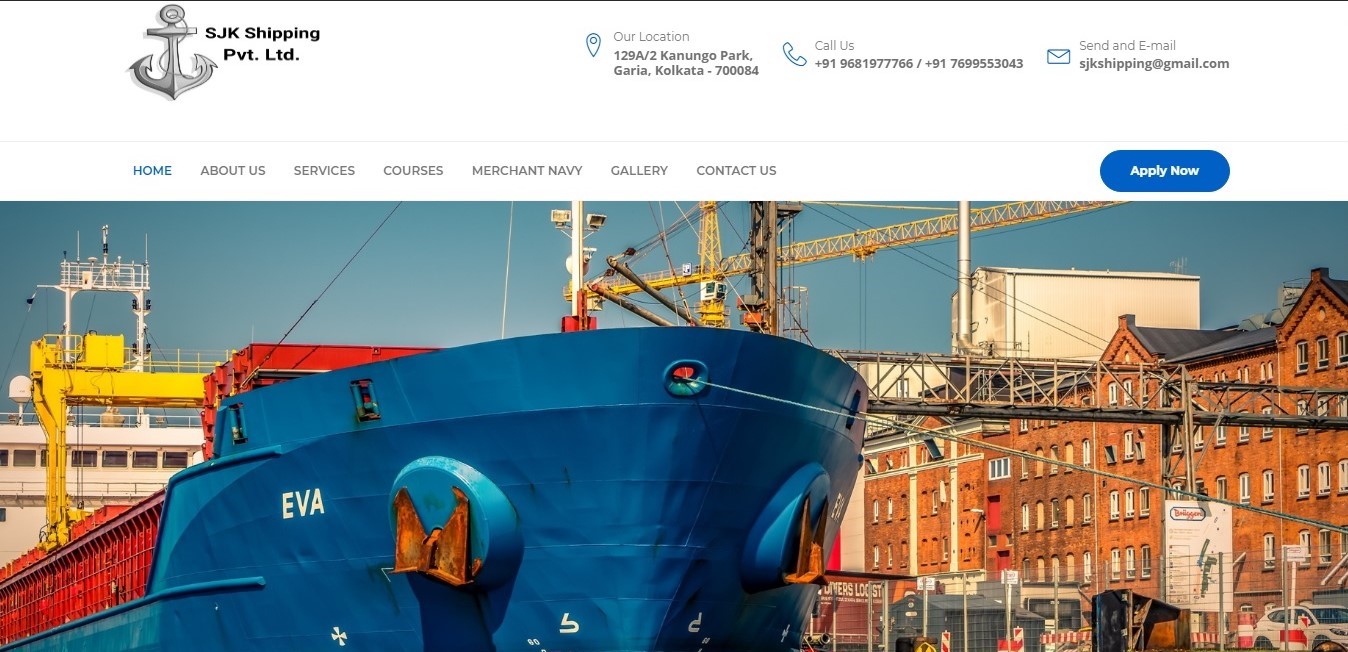 SJK Shipping
Pvt. Ltd.
Our Location
129A/2 Kanungo Park,
Garia, Kolkata - 700084
Call Us
+91 9681977766 / +91 7699553043
Send and E-mail
sjkshipping@gmail.com
HOME
ABOUT US
SERVICES
COURSES
MERCHANT NAVY
GALLERY
CONTACT US
Apply Now
EVA
EVA